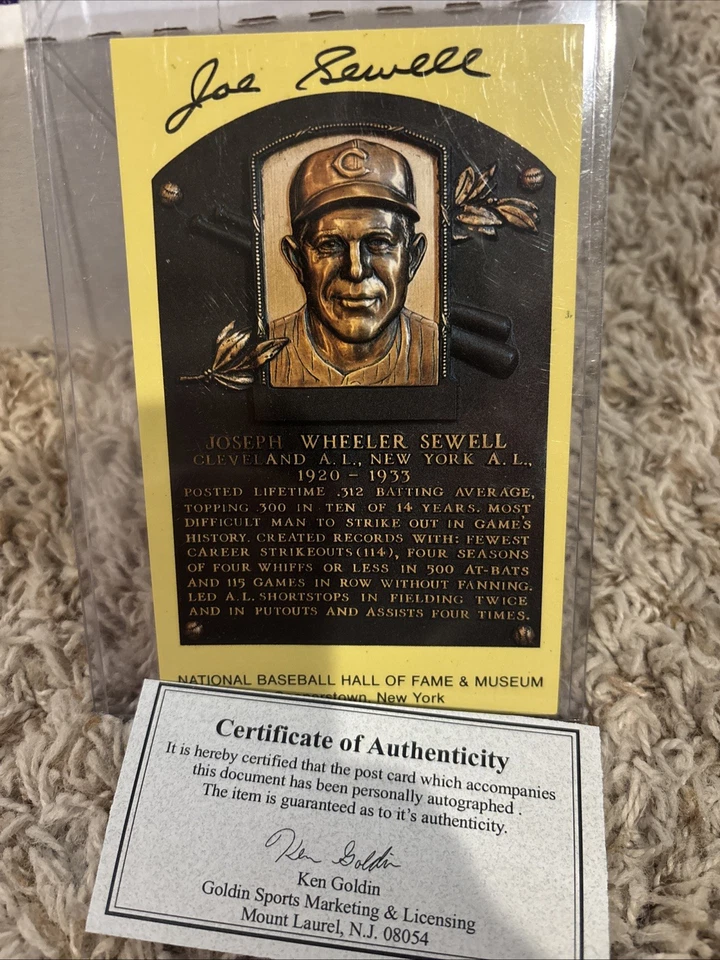 Joe Sewell
C
JOSEPH WHEELER SEWELL
CLEVELAND A. L., NEW YORK A. L.,
1920 – 1933
POSTED LIFETIME .312 BATTING AVERAGE,
TOPPING .300 IN TEN OF 14 YEARS. MOST
DIFFICULT MAN TO STRIKE OUT IN GAME'S
HISTORY. CREATED RECORDS WITH: FEWEST
CAREER STRIKEOUTS (114), FOUR SEASONS
OF FOUR WHIFFS OR LESS IN 500 AT-BATS
AND 115 GAMES IN ROW WITHOUT FANNING.
LED A. L. SHORTSTOPS IN FIELDING TWICE
AND IN PUTOUTS AND ASSISTS FOUR TIMES.
NATIONAL BASEBALL HALL OF FAME & MUSEUM
Cooperstown, New York
Certificate of Authenticity
It is hereby certified that the post card which accompanies
this document has been personally autographed .
The item is guaranteed as to it's authenticity.
Ken Goldin
Ken Goldin
Goldin Sports Marketing & Licensing
Mount Laurel, N.J. 08054